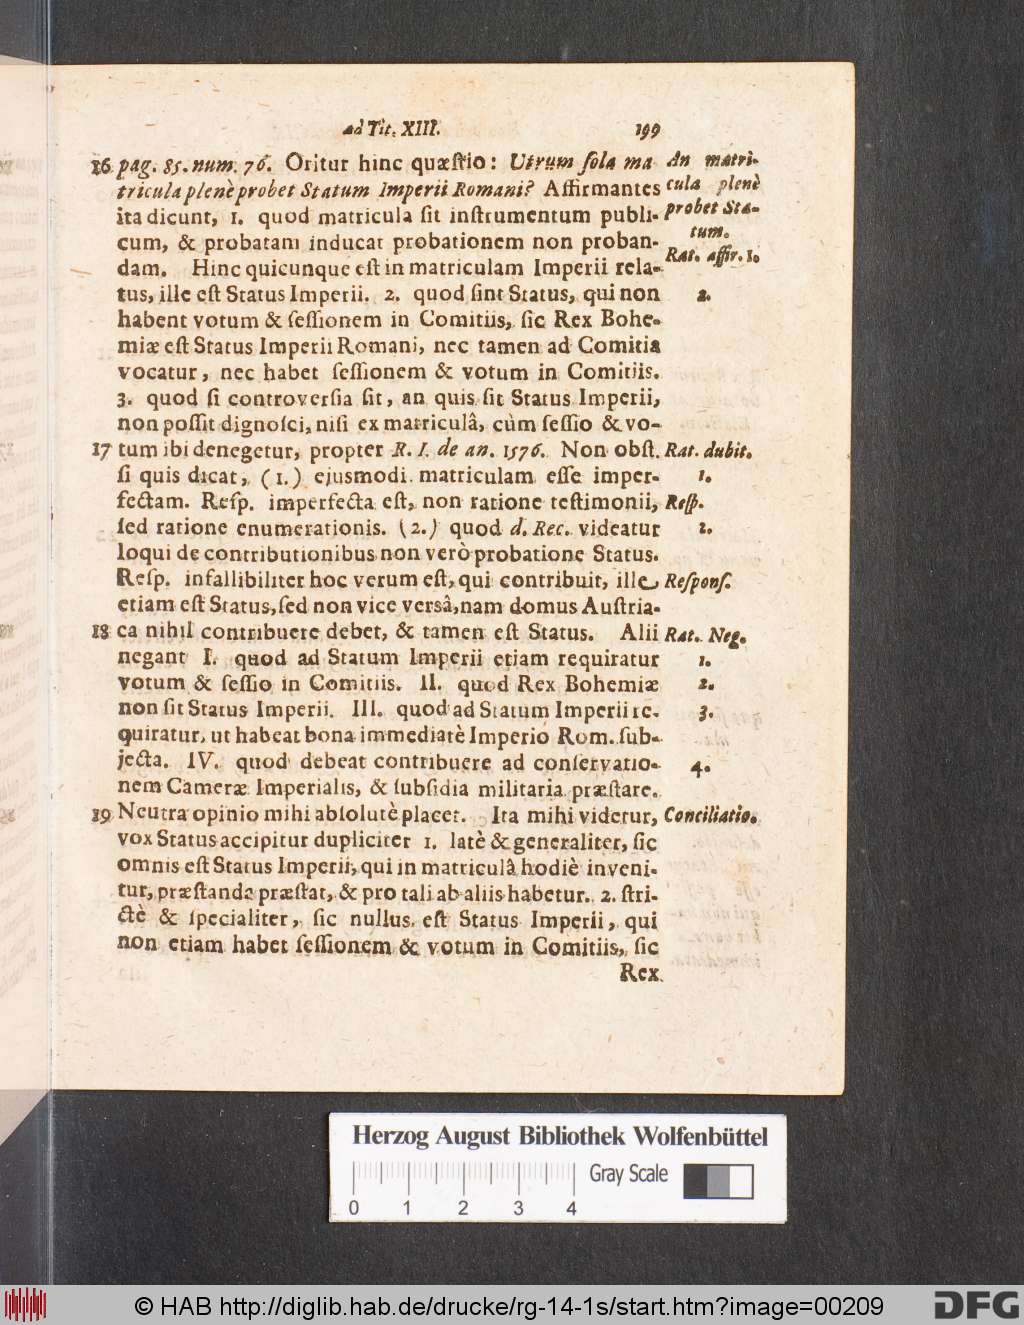 ad Tit. XIII. 199
16 pag. 85. num. 76. Oritur hinc quæſtio: Utrum ſola ma- An matri-
tricula plenè probet Statum Imperii Romani? Affirmantes cula plenè
ita dicunt, 1. quod matricula ſit inſtrumentum publi- probet Sta-
cum, & probatam inducat probationem non proban- tum.
dam. Hinc quicunque eſt in matriculam Imperii rela- Rat. affir. 1.
tus, ille eſt Status Imperii. 2. quod ſint Status, qui non 2.
habent votum & ſeſſionem in Comitiis, ſic Rex Bohe-
miæ eſt Status Imperii Romani, nec tamen ad Comitia
vocatur, nec habet ſeſſionem & votum in Comitiis.
3. quod ſi controverſia ſit, an quis ſit Status Imperii,
non poſſit dignoſci, niſi ex matriculâ, cùm ſeſſio & vo-
17 tum ibi denegetur, propter R. I. de an. 1576. Non obſt. Rat. dubit.
ſi quis dicat, (1.) ejusmodi matriculam eſſe imper- 1.
fectam. Reſp. imperfecta eſt, non ratione teſtimonii, Reſp.
ſed ratione enumerationis. (2.) quod d. Rec. videatur 2.
loqui de contributionibus non verò probatione Status.
Reſp. infallibiliter hoc verum eſt, qui contribuit, ille Reſponſ.
etiam eſt Status, ſed non vice versâ, nam domus Auſtria-
18 ca nihil contribuere debet, & tamen eſt Status. Alii Rat. Neg.
negant I. quod ad Statum Imperii etiam requiratur 1.
votum & ſeſſio in Comitiis. II. quod Rex Bohemiæ 2.
non ſit Status Imperii. III. quod ad Statum Imperii re- 3.
quiratur, ut habeat bona immediatè Imperio Rom. ſub-
jecta. IV. quod debeat contribuere ad conſervatio- 4.
nem Cameræ Imperialis, & ſubſidia militaria præſtare.
19 Neutra opinio mihi abſolutè placet. Ita mihi videtur, Conciliatio.
vox Status accipitur dupliciter 1. latè & generaliter, ſic
omnis eſt Status Imperii, qui in matriculâ hodiè inveni-
tur, præſtanda præſtat, & pro tali ab aliis habetur. 2. ſtri-
ctè & ſpecialiter, ſic nullus eſt Status Imperii, qui
non etiam habet ſeſſionem & votum in Comitiis, ſic
Rex
Herzog August Bibliothek Wolfenbüttel
Gray Scale
0 1 2 3 4
© HAB http://diglib.hab.de/drucke/rg-14-1s/start.htm?image=00209
DFG